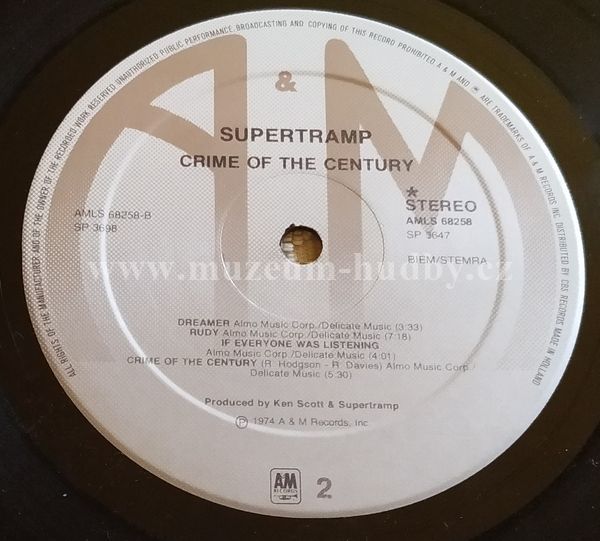 ALL RIGHTS OF THE MANUFACTURER AND OF THE OWNER OF THE RECORDED WORK RESERVED UNAUTHORIZED PUBLIC PERFORMANCE, BROADCASTING AND COPYING OF THIS RECORD PROHIBITED A & M AND ARE TRADEMARKS OF A & M RECORDS INC. DISTRIBUTED BY CBS RECORDS MADE IN HOLLAND
A & M
SUPERTRAMP
CRIME OF THE CENTURY
AMLS 68258-B
SP 3698
* STEREO
AMLS 68258
SP 3647
BIEM/STEMRA
www.muzeum-hudby.cz
DREAMER Almo Music Corp./Delicate Music (3:33)
RUDY Almo Music Corp./Delicate Music (7:18)
IF EVERYONE WAS LISTENING
Almo Music Corp./Delicate Music (4:01)
CRIME OF THE CENTURY (R. Hodgson - R. Davies) Almo Music Corp./
Delicate Music (5:30)
Produced by Ken Scott & Supertramp
Ⓟ 1974 A & M Records, Inc.
AM
RECORDS
2